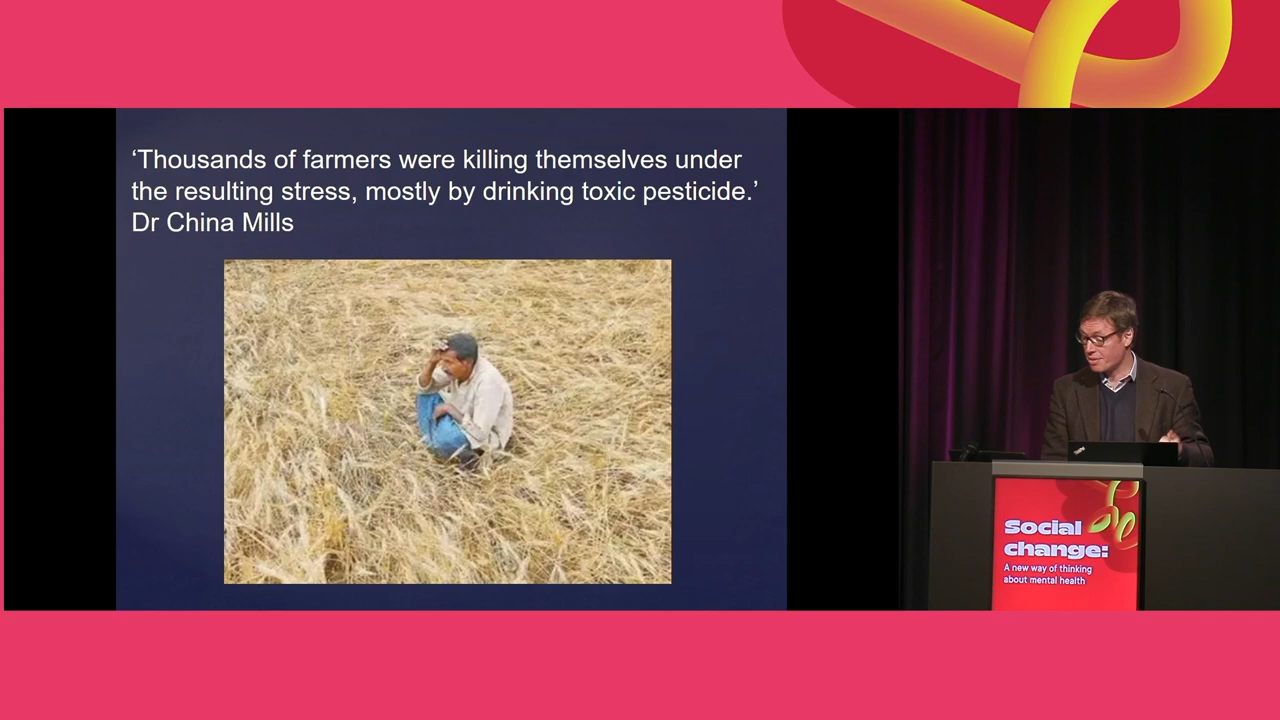 ‘Thousands of farmers were killing themselves under
the resulting stress, mostly by drinking toxic pesticide.’
Dr China Mills
Social
change:
A new way of thinking
about mental health